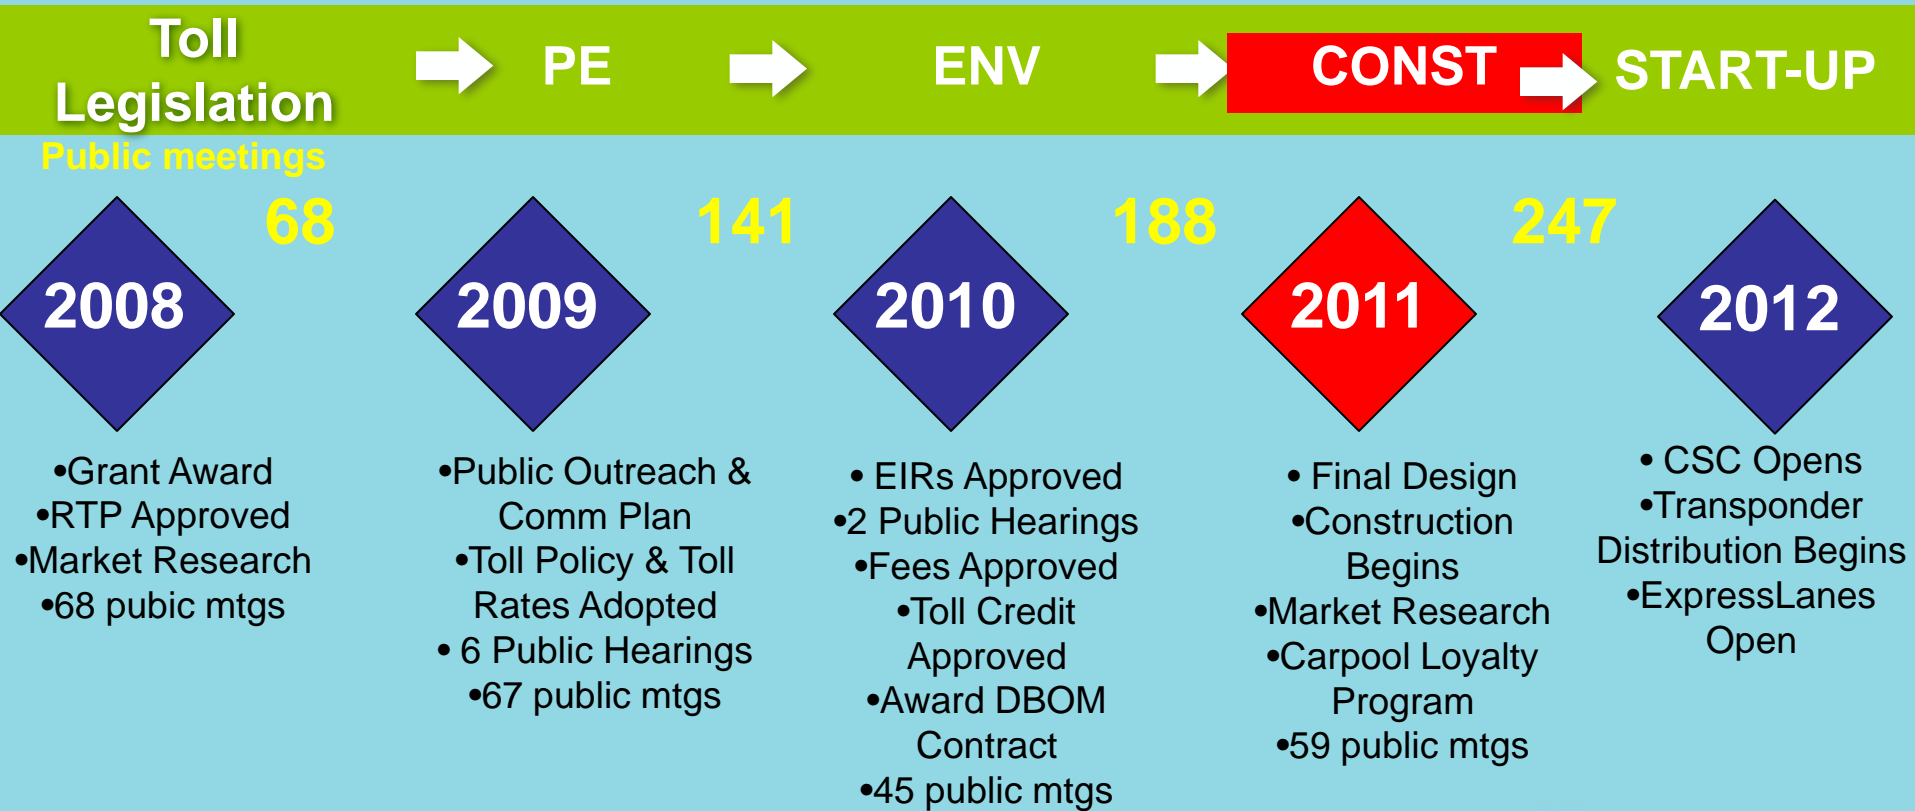 Toll
Legislation
PE
ENV
CONST
START-UP
Public meetings
68
141
188
247
2008
2009
2010
2011
2012
•Grant Award
•RTP Approved
•Market Research
•68 pubic mtgs
•Public Outreach &
Comm Plan
•Toll Policy & Toll
Rates Adopted
• 6 Public Hearings
•67 public mtgs
• EIRs Approved
•2 Public Hearings
•Fees Approved
•Toll Credit
Approved
•Award DBOM
Contract
•45 public mtgs
• Final Design
•Construction
Begins
•Market Research
•Carpool Loyalty
Program
•59 public mtgs
• CSC Opens
•Transponder
Distribution Begins
•ExpressLanes
Open